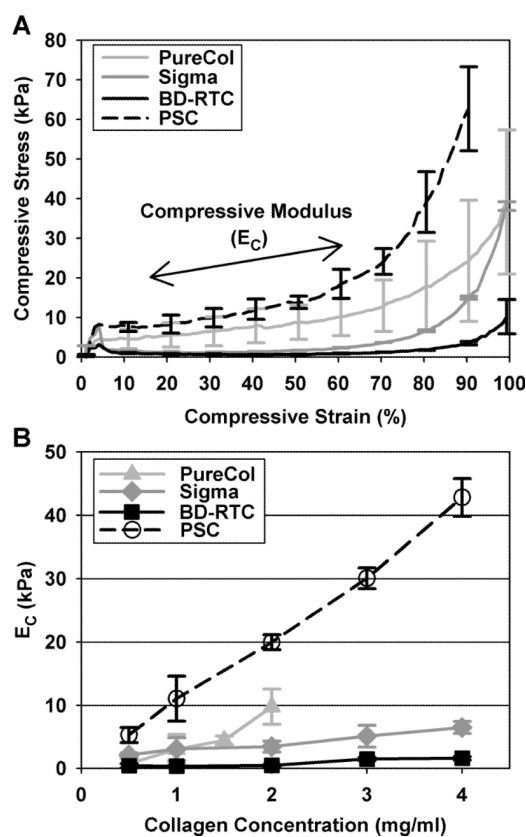 A
PureCol
Sigma
BD-RTC
PSC
Compressive Modulus
(EC)
Compressive Stress (kPa)
80
70
60
50
40
30
20
10
0
0 10 20 30 40 50 60 70 80 90 100
Compressive Strain (%)
B
PureCol
Sigma
BD-RTC
PSC
EC (kPa)
50
40
30
20
10
0
0 1 2 3 4
Collagen Concentration (mg/ml)